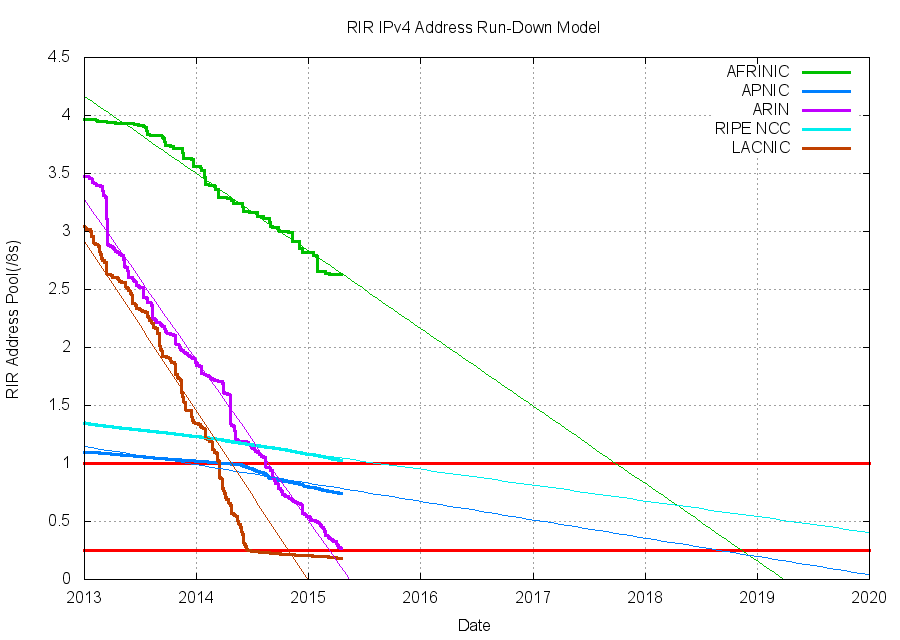 RIR IPv4 Address Run-Down Model
AFRINIC
APNIC
ARIN
RIPE NCC
LACNIC
RIR Address Pool(/8s)
4.5
4
3.5
3
2.5
2
1.5
1
0.5
0
2013 2014 2015 2016 2017 2018 2019 2020
Date